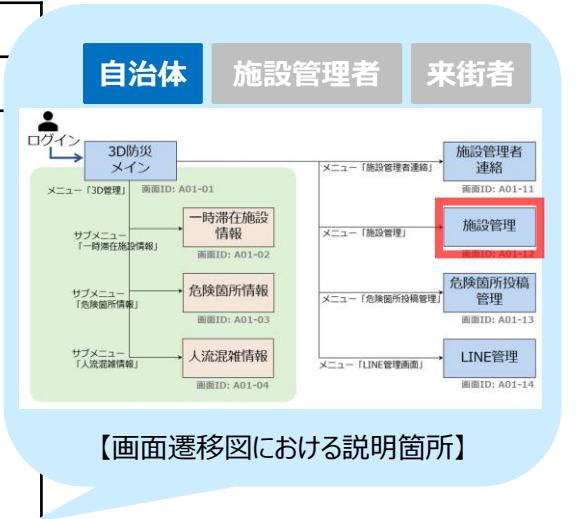 自治体 施設管理者 来街者
ログイン
3D防災
メイン
メニュー「3D管理」 画面ID: A01-01
サブメニュー
「一時滞在施設情報」
一時滞在施設
情報
画面ID: A01-02
サブメニュー
「危険箇所情報」
危険箇所情報
画面ID: A01-03
サブメニュー
「人流混雑情報」
人流混雑情報
画面ID: A01-04
メニュー「施設管理者連絡」
施設管理者
連絡
画面ID: A01-11
メニュー「施設管理」
施設管理
画面ID: A01-12
メニュー「危険箇所投稿管理」
危険箇所投稿
管理
画面ID: A01-13
メニュー「LINE管理画面」
LINE管理
画面ID: A01-14
【画面遷移図における説明箇所】